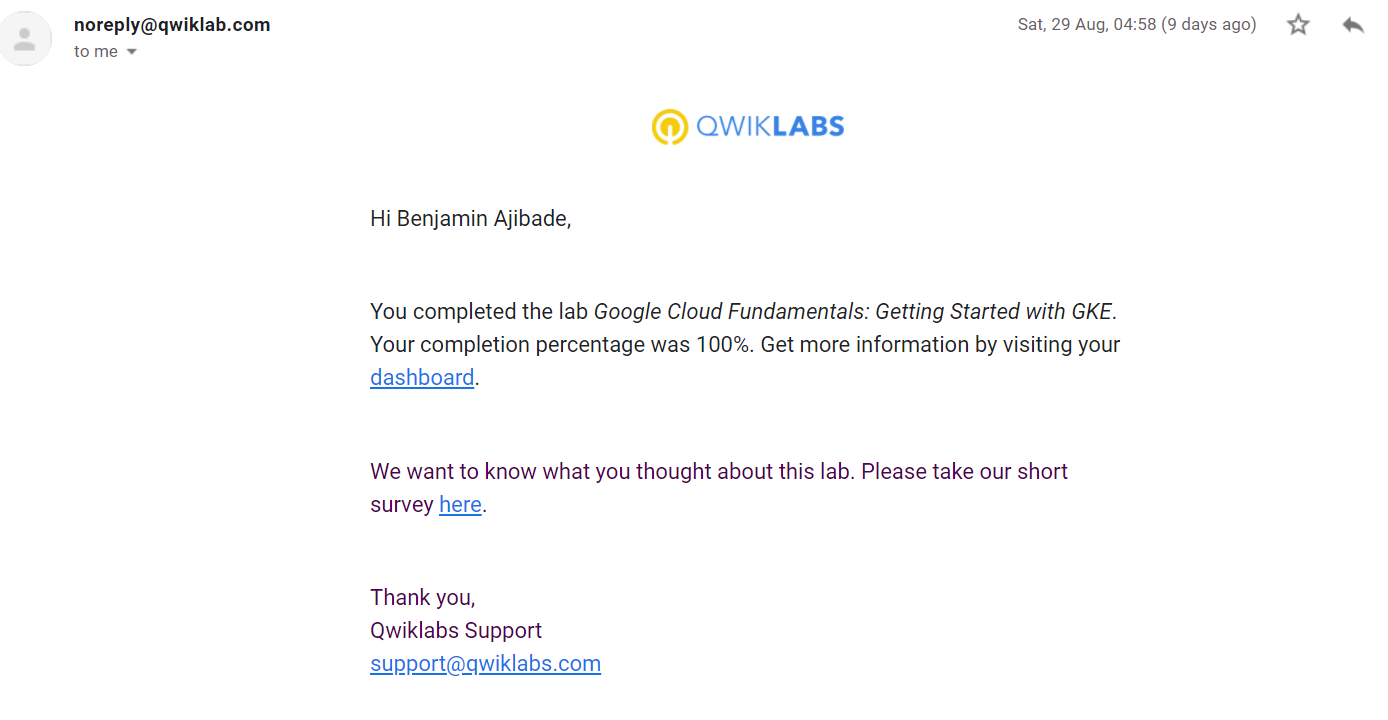 noreply@qwiklab.com
Sat, 29 Aug, 04:58 (9 days ago)
to me
QWIKLABS
Hi Benjamin Ajibade,
You completed the lab Google Cloud Fundamentals: Getting Started with GKE.
Your completion percentage was 100%. Get more information by visiting your
dashboard.
We want to know what you thought about this lab. Please take our short
survey here.
Thank you,
Qwiklabs Support
support@qwiklabs.com